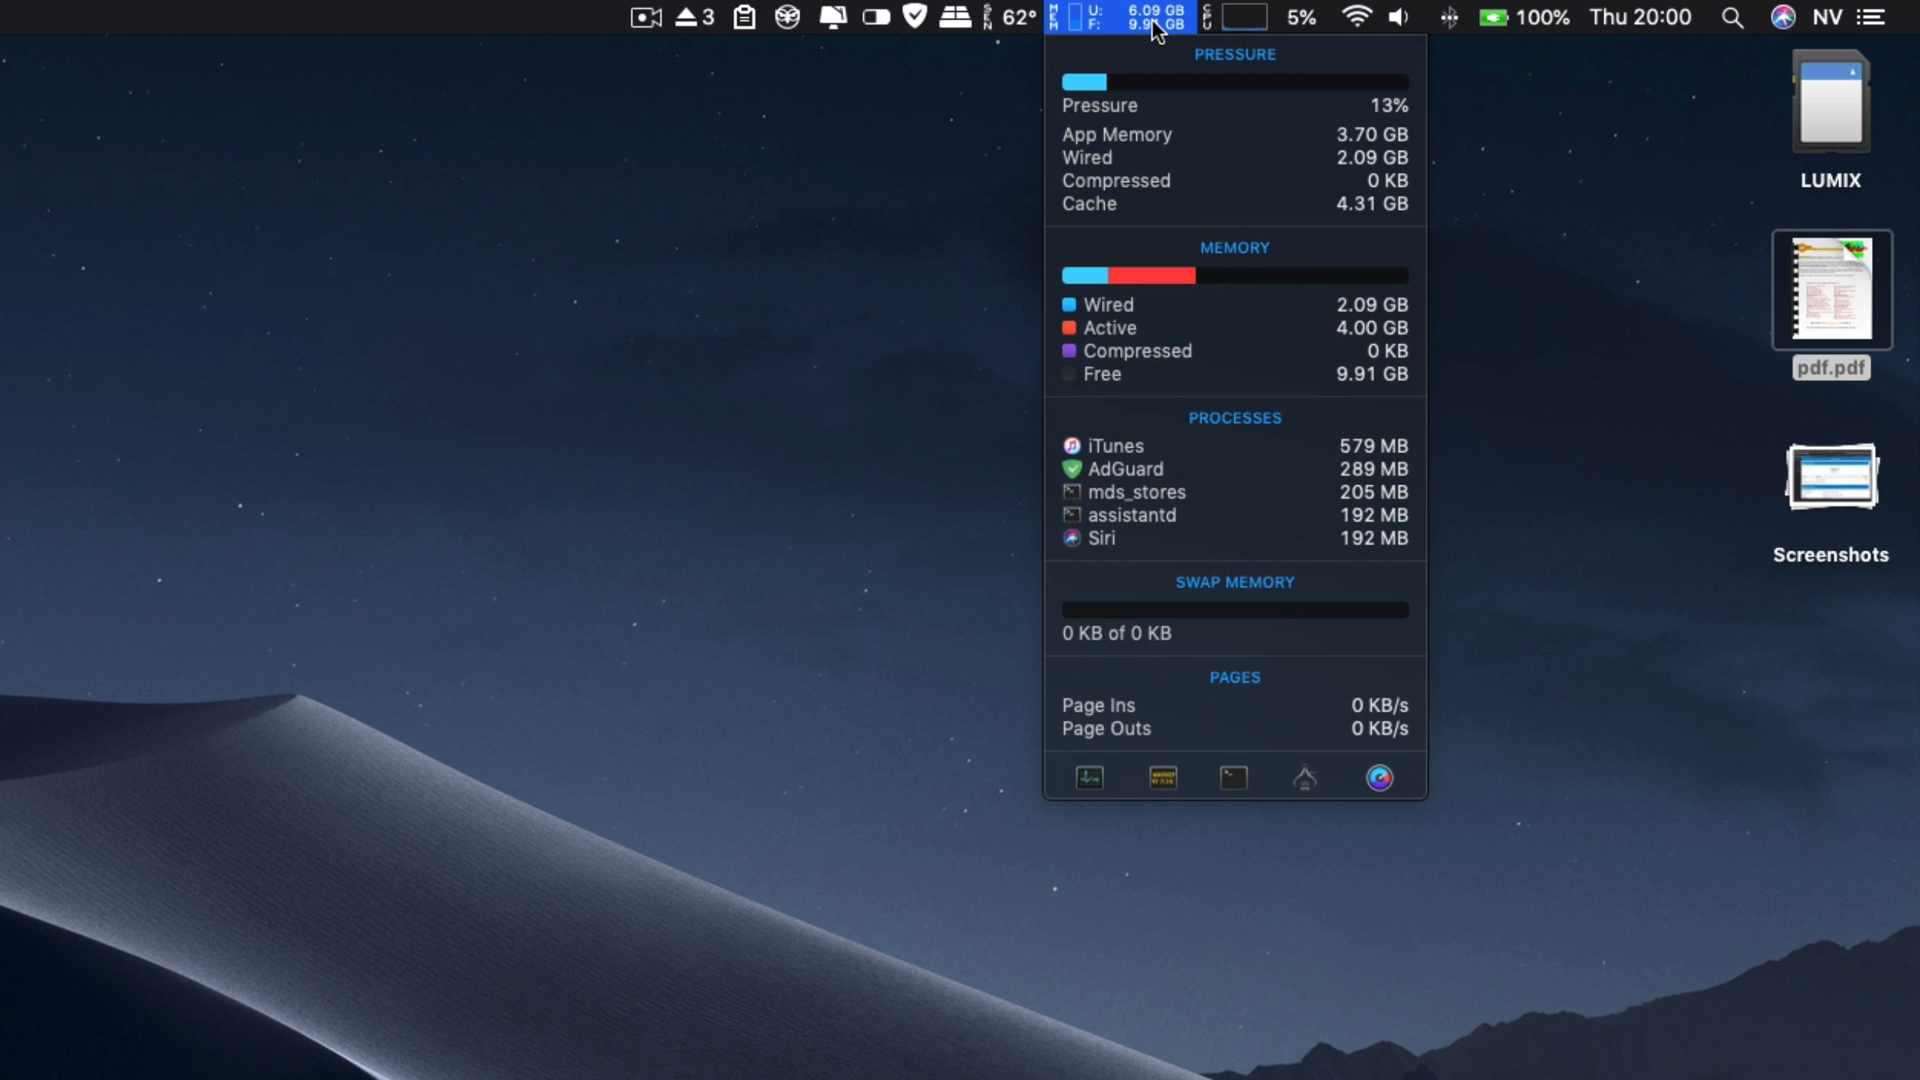 3
SEN 62°
MEM U: 6.09 GB
F: GB
CPU 5%
100% Thu 20:00 NV
PRESSURE
Pressure 13%
App Memory 3.70 GB
Wired 2.09 GB
Compressed 0 KB
Cache 4.31 GB
MEMORY
Wired 2.09 GB
Active 4.00 GB
Compressed 0 KB
Free 9.91 GB
PROCESSES
iTunes 579 MB
AdGuard 289 MB
mds_stores 205 MB
assistantd 192 MB
Siri 192 MB
SWAP MEMORY
0 KB of 0 KB
PAGES
Page Ins 0 KB/s
Page Outs 0 KB/s
LUMIX
pdf.pdf
Screenshots